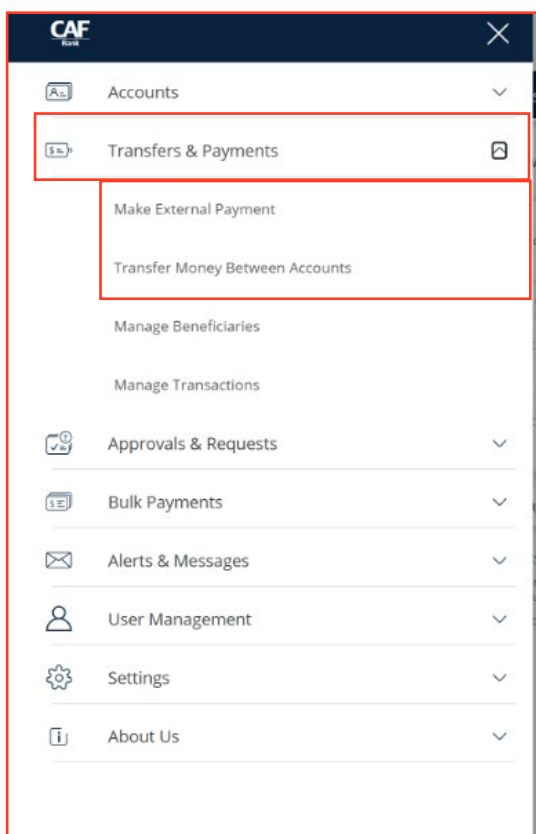 CAF
Bank
Accounts
Transfers & Payments
Make External Payment
Transfer Money Between Accounts
Manage Beneficiaries
Manage Transactions
Approvals & Requests
Bulk Payments
Alerts & Messages
User Management
Settings
About Us